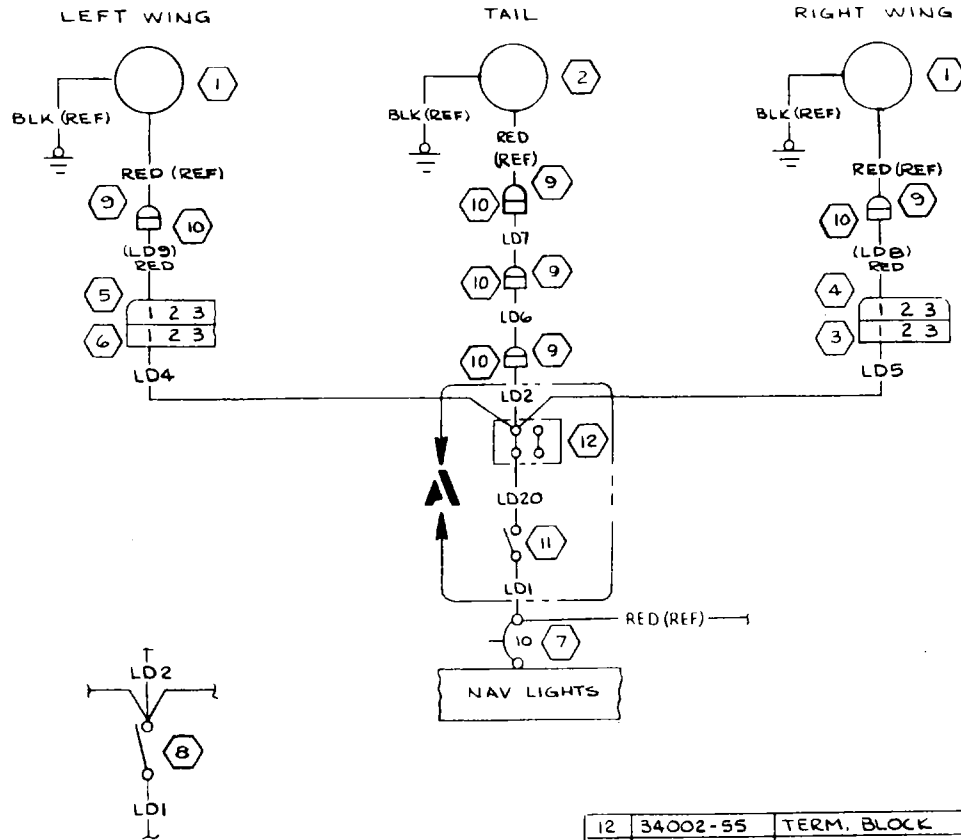 LEFT WING
TAIL
RIGHT WING
1
2
1
BLK (REF)
BLK (REF)
BLK (REF)
RED (REF)
RED
(REF)
RED (REF)
9
10
10
9
10
9
(LD9)
RED
LD7
(LD8)
RED
5
1 2 3
6
2 3
10
9
4
1 2 3
3
2 3
LD6
LD4
10
9
LD5
LD2
12
A
LD20
11
LD1
RED (REF)
10
7
NAV LIGHTS
LD2
8
LD1
12 34002-55 TERM. BLOCK